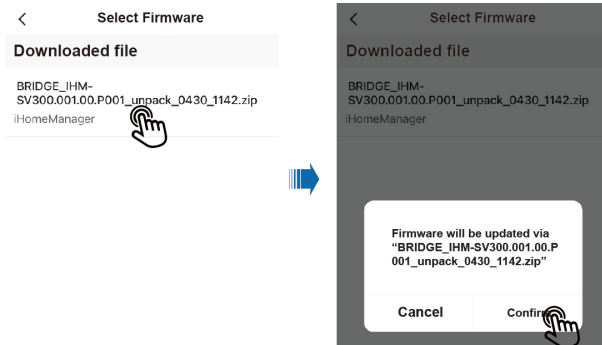 Select Firmware
Downloaded file
BRIDGE_IHM-
SV300.001.00.P001_unpack_0430_1142.zip
iHomeManager
Select Firmware
Downloaded file
BRIDGE_IHM-
SV300.001.00.P001_unpack_0430_1142.zip
iHomeManager
Firmware will be updated via
“BRIDGE_IHM-SV300.001.00.P
001_unpack_0430_1142.zip”
Cancel
Confirm